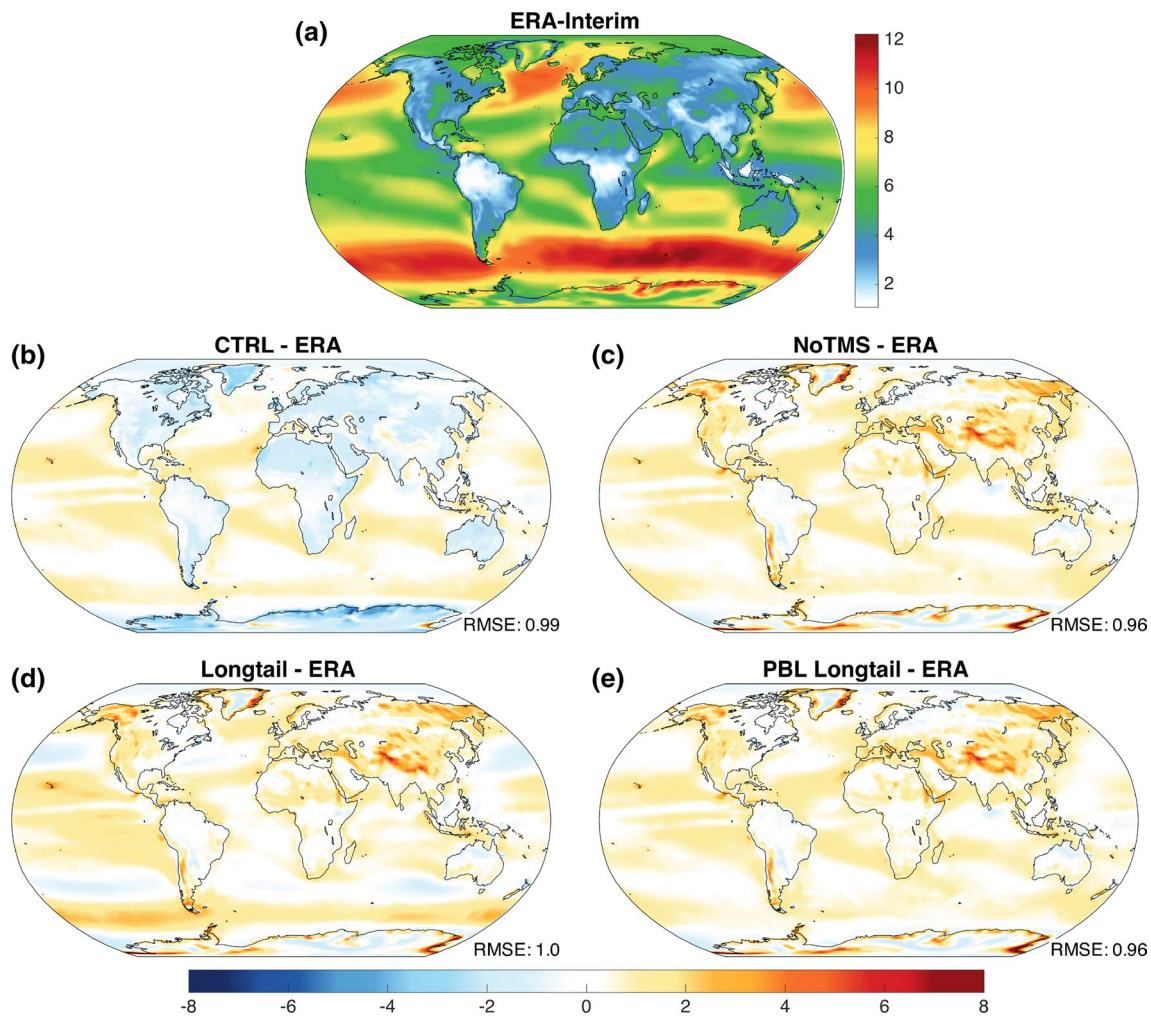 (a)
ERA-Interim
12
10
8
6
4
2
(b)
CTRL - ERA
RMSE: 0.99
(c)
NoTMS - ERA
RMSE: 0.96
(d)
Longtail - ERA
RMSE: 1.0
(e)
PBL Longtail - ERA
RMSE: 0.96
-8 -6 -4 -2 0 2 4 6 8